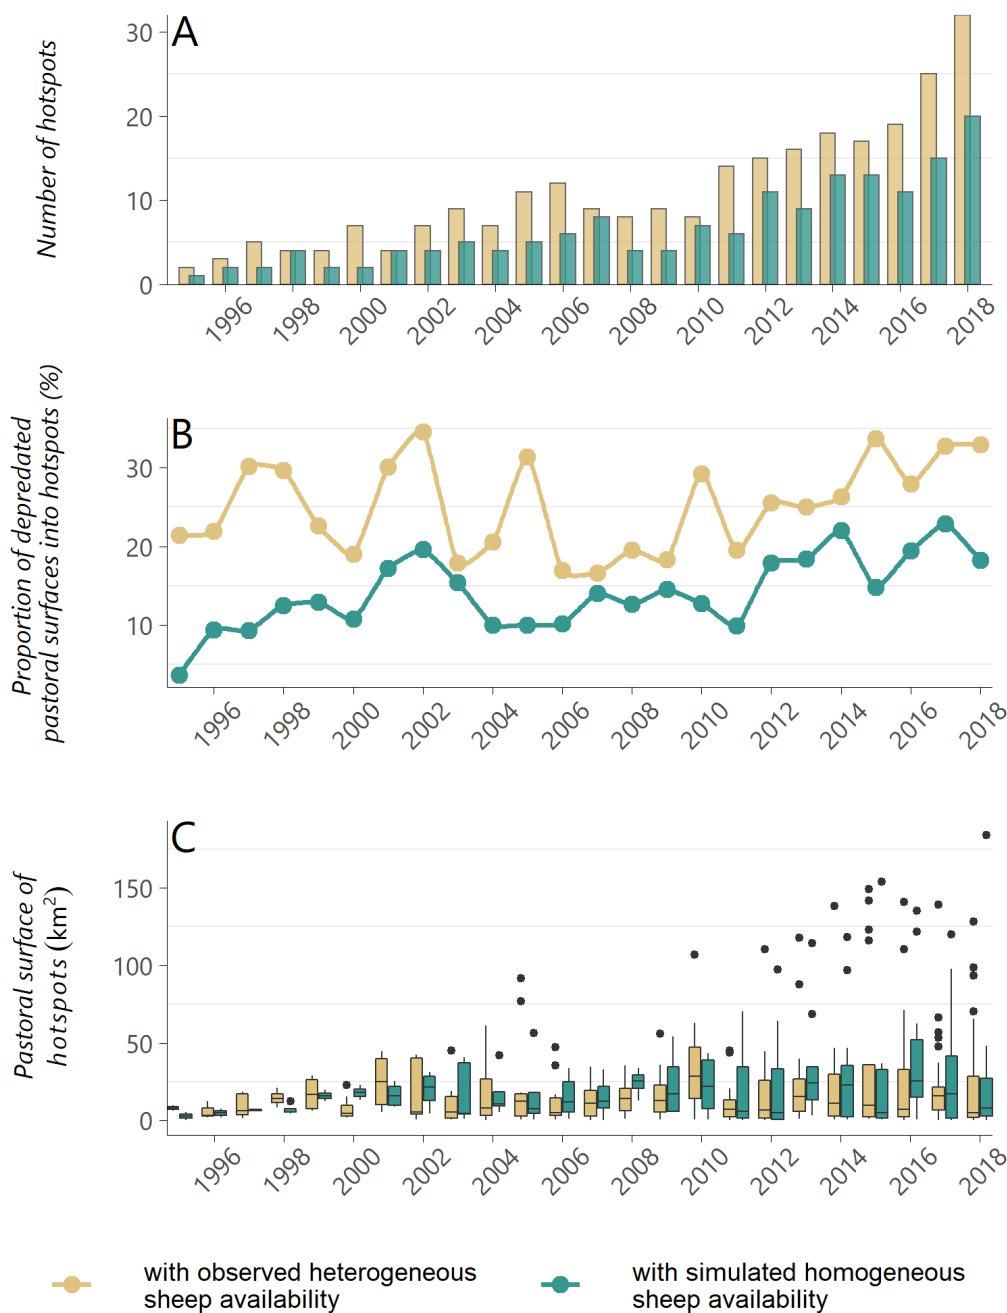 A
Number of hotspots
30
20
10
0
1996 1998 2000 2002 2004 2006 2008 2010 2012 2014 2016 2018
B
Proportion of depredated
pastoral surfaces into hotspots (%)
30
20
10
1996 1998 2000 2002 2004 2006 2008 2010 2012 2014 2016 2018
C
Pastoral surface of
hotspots (km²)
150
100
50
0
1996 1998 2000 2002 2004 2006 2008 2010 2012 2014 2016 2018
with observed heterogeneous
sheep availability
with simulated homogeneous
sheep availability